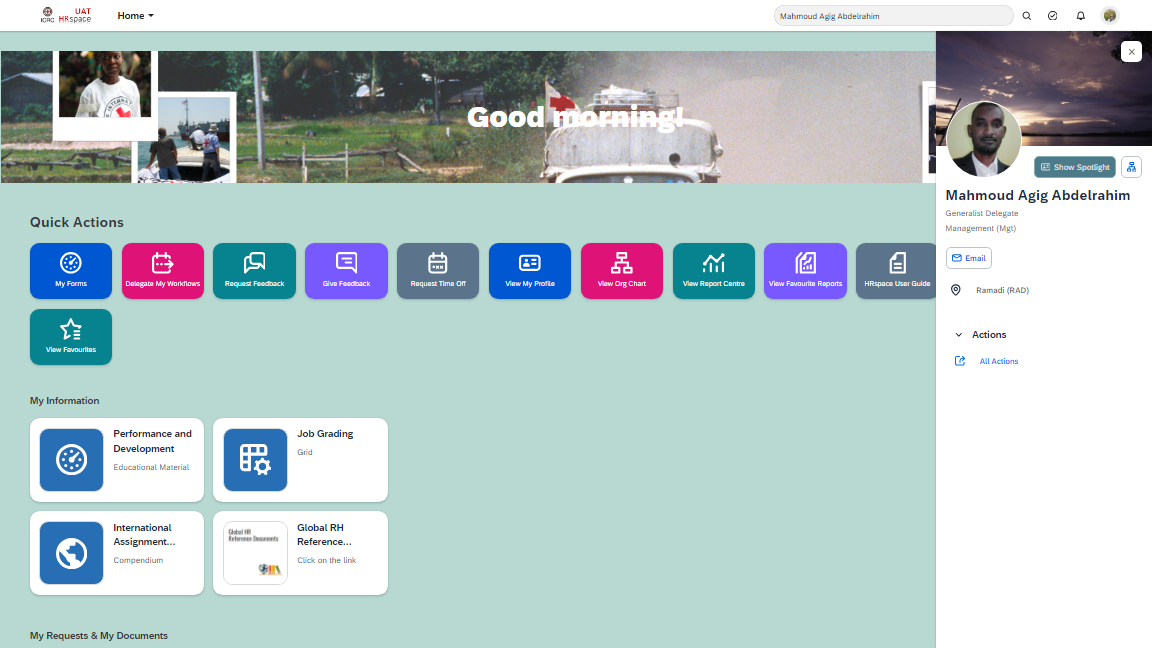 ICRC
UAT
HRspace
Home
Mahmoud Agig Abdelrahim
Good morning!
Show Spotlight
Mahmoud Agig Abdelrahim
Generalist Delegate
Management (Mgt)
Email
Ramadi (RAD)
Actions
All Actions
Quick Actions
My Forms
Delegate My Workflows
Request Feedback
Give Feedback
Request Time Off
View My Profile
View Org Chart
View Report Centre
View Favourite Reports
HRspace User Guide
View Favourites
My Information
Performance and
Development
Educational Material
Job Grading
Grid
International
Assignment...
Compendium
Global HR
Reference Documents
Global RH
Reference...
Click on the link
My Requests & My Documents